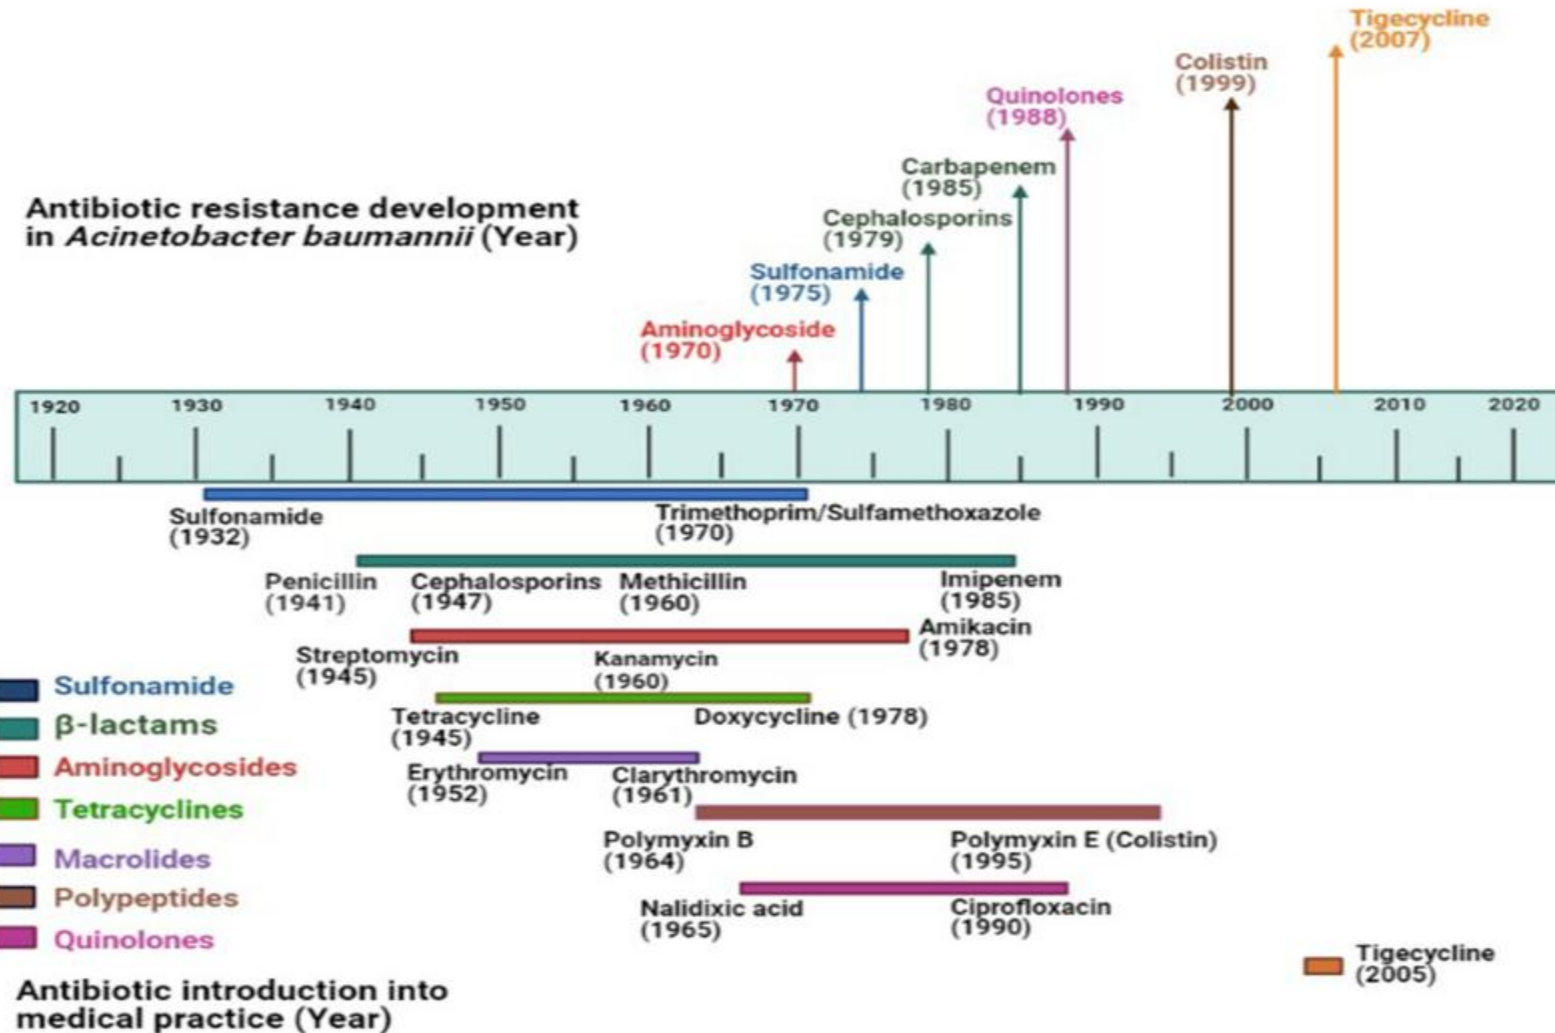 Tigecycline
(2007)
Colistin
(1999)
Quinolones
(1988)
Carbapenem
(1985)
Antibiotic resistance development
in Acinetobacter baumannii (Year)
Cephalosporins
(1979)
Sulfonamide
(1975)
Aminoglycoside
(1970)
1920 1930 1940 1950 1960 1970 1980 1990 2000 2010 2020
Sulfonamide
(1932)
Trimethoprim/Sulfamethoxazole
(1970)
Penicillin
(1941)
Cephalosporins
(1947)
Methicillin
(1960)
Imipenem
(1985)
Streptomycin
(1945)
Kanamycin
(1960)
Amikacin
(1978)
Tetracycline
(1945)
Doxycycline (1978)
Erythromycin
(1952)
Clarythromycin
(1961)
Polymyxin B
(1964)
Polymyxin E (Colistin)
(1995)
Nalidixic acid
(1965)
Ciprofloxacin
(1990)
Tigecycline
(2005)
Sulfonamide
β-lactams
Aminoglycosides
Tetracyclines
Macrolides
Polypeptides
Quinolones
Antibiotic introduction into
medical practice (Year)